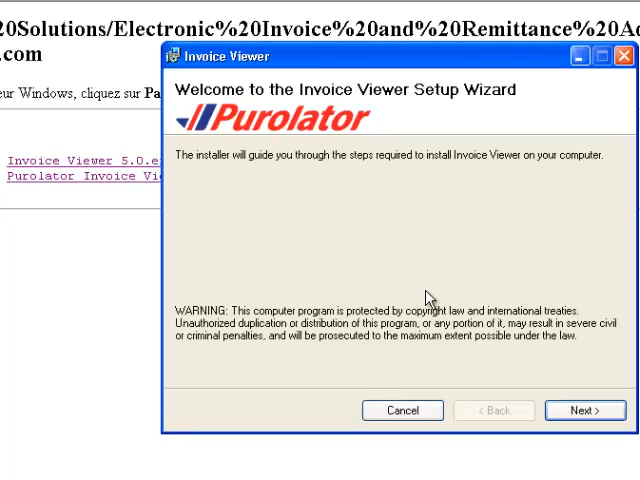 20Solutions/Electronic%20Invoice%20and%20Remittance%20Ad
.com
eur Windows, cliquez sur Pa
Invoice Viewer 5.0.e
Purolator Invoice Vi
Invoice Viewer
Welcome to the Invoice Viewer Setup Wizard
Purolator
The installer will guide you through the steps required to install Invoice Viewer on your computer.
WARNING: This computer program is protected by copyright law and international treaties.
Unauthorized duplication or distribution of this program, or any portion of it, may result in severe civil
or criminal penalties, and will be prosecuted to the maximum extent possible under the law.
Cancel
< Back
Next >